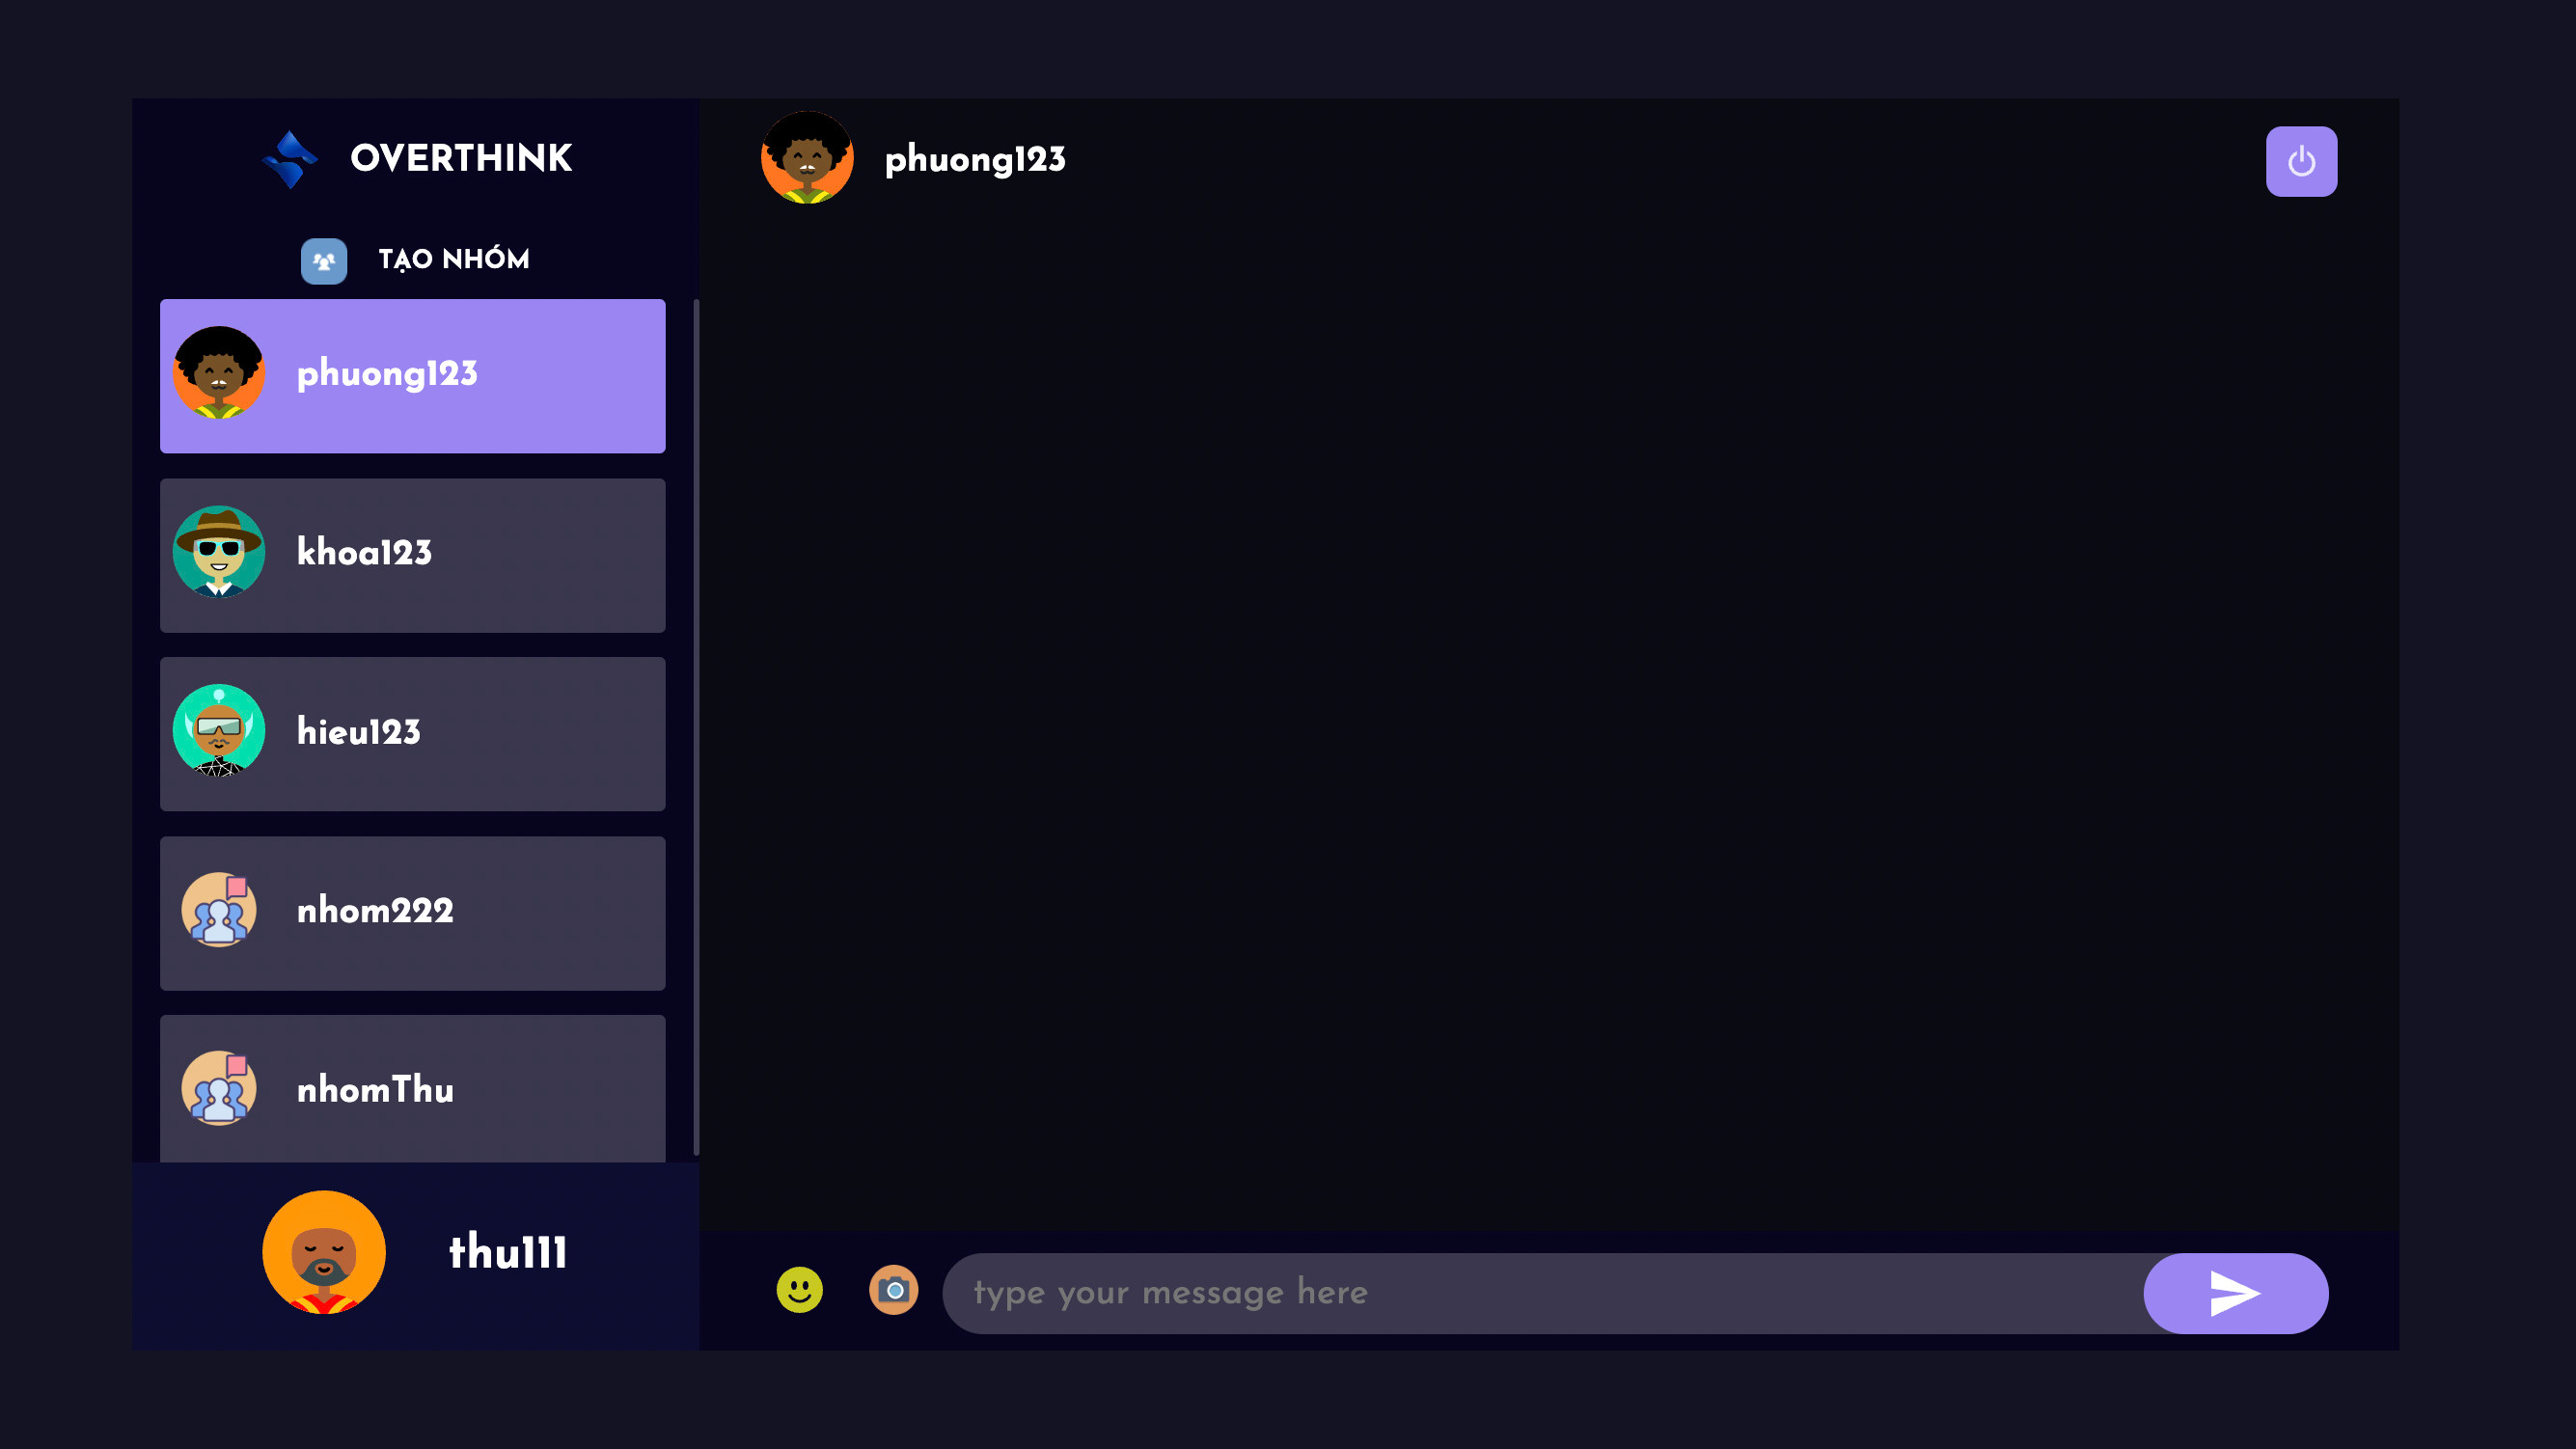 OVERTHINK
TẠO NHÓM
phuong123
khoa123
hieu123
nhom222
nhomThu
thu111
phuong123
type your message here